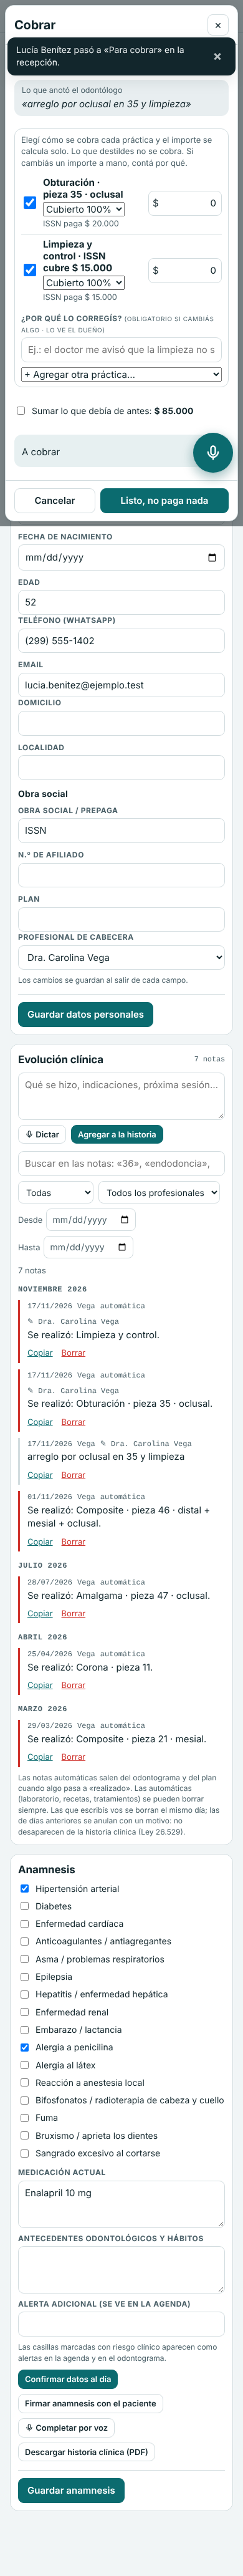 Cobrar
×
Lucía Benítez pasó a «Para cobrar» en la
recepción.
×
Lo que anotó el odontólogo
«arreglo por oclusal en 35 y limpieza»
Elegí cómo se cobra cada práctica y el importe se
calcula solo. Lo que destildes no se cobra. Si
cambiás un importe a mano, contá por qué.
Obturación ·
pieza 35 · oclusal
Cubierto 100%
$ 0
ISSN paga $ 20.000
Limpieza y
control · ISSN
cubre $ 15.000
Cubierto 100%
$ 0
ISSN paga $ 15.000
¿POR QUÉ LO CORREGÍS? (OBLIGATORIO SI CAMBIÁS
ALGO · LO VE EL DUEÑO)
Ej.: el doctor me avisó que la limpieza no s
+ Agregar otra práctica...
Sumar lo que debía de antes: $ 85.000
A cobrar
Cancelar
Listo, no paga nada
FECHA DE NACIMIENTO
mm/dd/yyyy
EDAD
52
TELÉFONO (WHATSAPP)
(299) 555-1402
EMAIL
lucia.benitez@ejemplo.test
DOMICILIO
LOCALIDAD
Obra social
OBRA SOCIAL / PREPAGA
ISSN
N.º DE AFILIADO
PLAN
PROFESIONAL DE CABECERA
Dra. Carolina Vega
Los cambios se guardan al salir de cada campo.
Guardar datos personales
Evolución clínica
7 notas
Qué se hizo, indicaciones, próxima sesión...
Dictar
Agregar a la historia
Buscar en las notas: «36», «endodoncia»,
Todas
Todos los profesionales
Desde mm/dd/yyyy
Hasta mm/dd/yyyy
7 notas
NOVIEMBRE 2026
17/11/2026 Vega automática
✎ Dra. Carolina Vega
Se realizó: Limpieza y control.
Copiar Borrar
17/11/2026 Vega automática
✎ Dra. Carolina Vega
Se realizó: Obturación · pieza 35 · oclusal.
Copiar Borrar
17/11/2026 Vega ✎ Dra. Carolina Vega
arreglo por oclusal en 35 y limpieza
Copiar Borrar
01/11/2026 Vega automática
Se realizó: Composite · pieza 46 · distal +
mesial + oclusal.
Copiar Borrar
JULIO 2026
28/07/2026 Vega automática
Se realizó: Amalgama · pieza 47 · oclusal.
Copiar Borrar
ABRIL 2026
25/04/2026 Vega automática
Se realizó: Corona · pieza 11.
Copiar Borrar
MARZO 2026
29/03/2026 Vega automática
Se realizó: Composite · pieza 21 · mesial.
Copiar Borrar
Las notas automáticas salen del odontograma y del plan
cuando algo pasa a «realizado». Las automáticas
(laboratorio, recetas, tratamientos) se pueden borrar
siempre. Las que escribís vos se borran el mismo día; las
de días anteriores se anulan con un motivo: no
desaparecen de la historia clínica (Ley 26.529).
Anamnesis
Hipertensión arterial
Diabetes
Enfermedad cardíaca
Anticoagulantes / antiagregantes
Asma / problemas respiratorios
Epilepsia
Hepatitis / enfermedad hepática
Enfermedad renal
Embarazo / lactancia
Alergia a penicilina
Alergia al látex
Reacción a anestesia local
Bifosfonatos / radioterapia de cabeza y cuello
Fuma
Bruxismo / aprieta los dientes
Sangrado excesivo al cortarse
MEDICACIÓN ACTUAL
Enalapril 10 mg
ANTECEDENTES ODONTOLÓGICOS Y HÁBITOS
ALERTA ADICIONAL (SE VE EN LA AGENDA)
Las casillas marcadas con riesgo clínico aparecen como
alertas en la agenda y en el odontograma.
Confirmar datos al día
Firmar anamnesis con el paciente
Completar por voz
Descargar historia clínica (PDF)
Guardar anamnesis